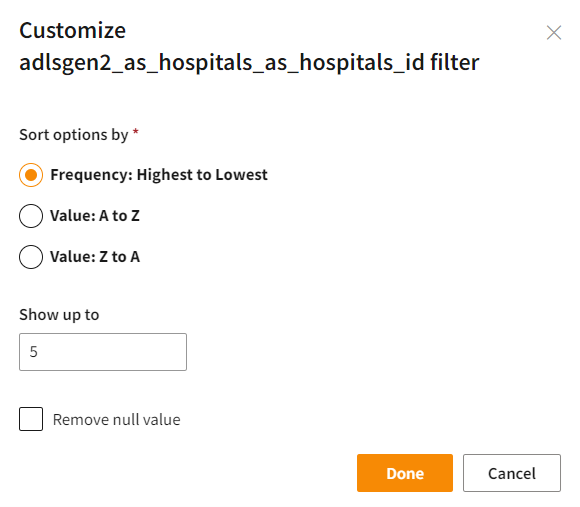 Customize
adlsgen2_as_hospitals_as_hospitals_id filter
Sort options by *
Frequency: Highest to Lowest
Value: A to Z
Value: Z to A
Show up to
5
Remove null value
Done
Cancel